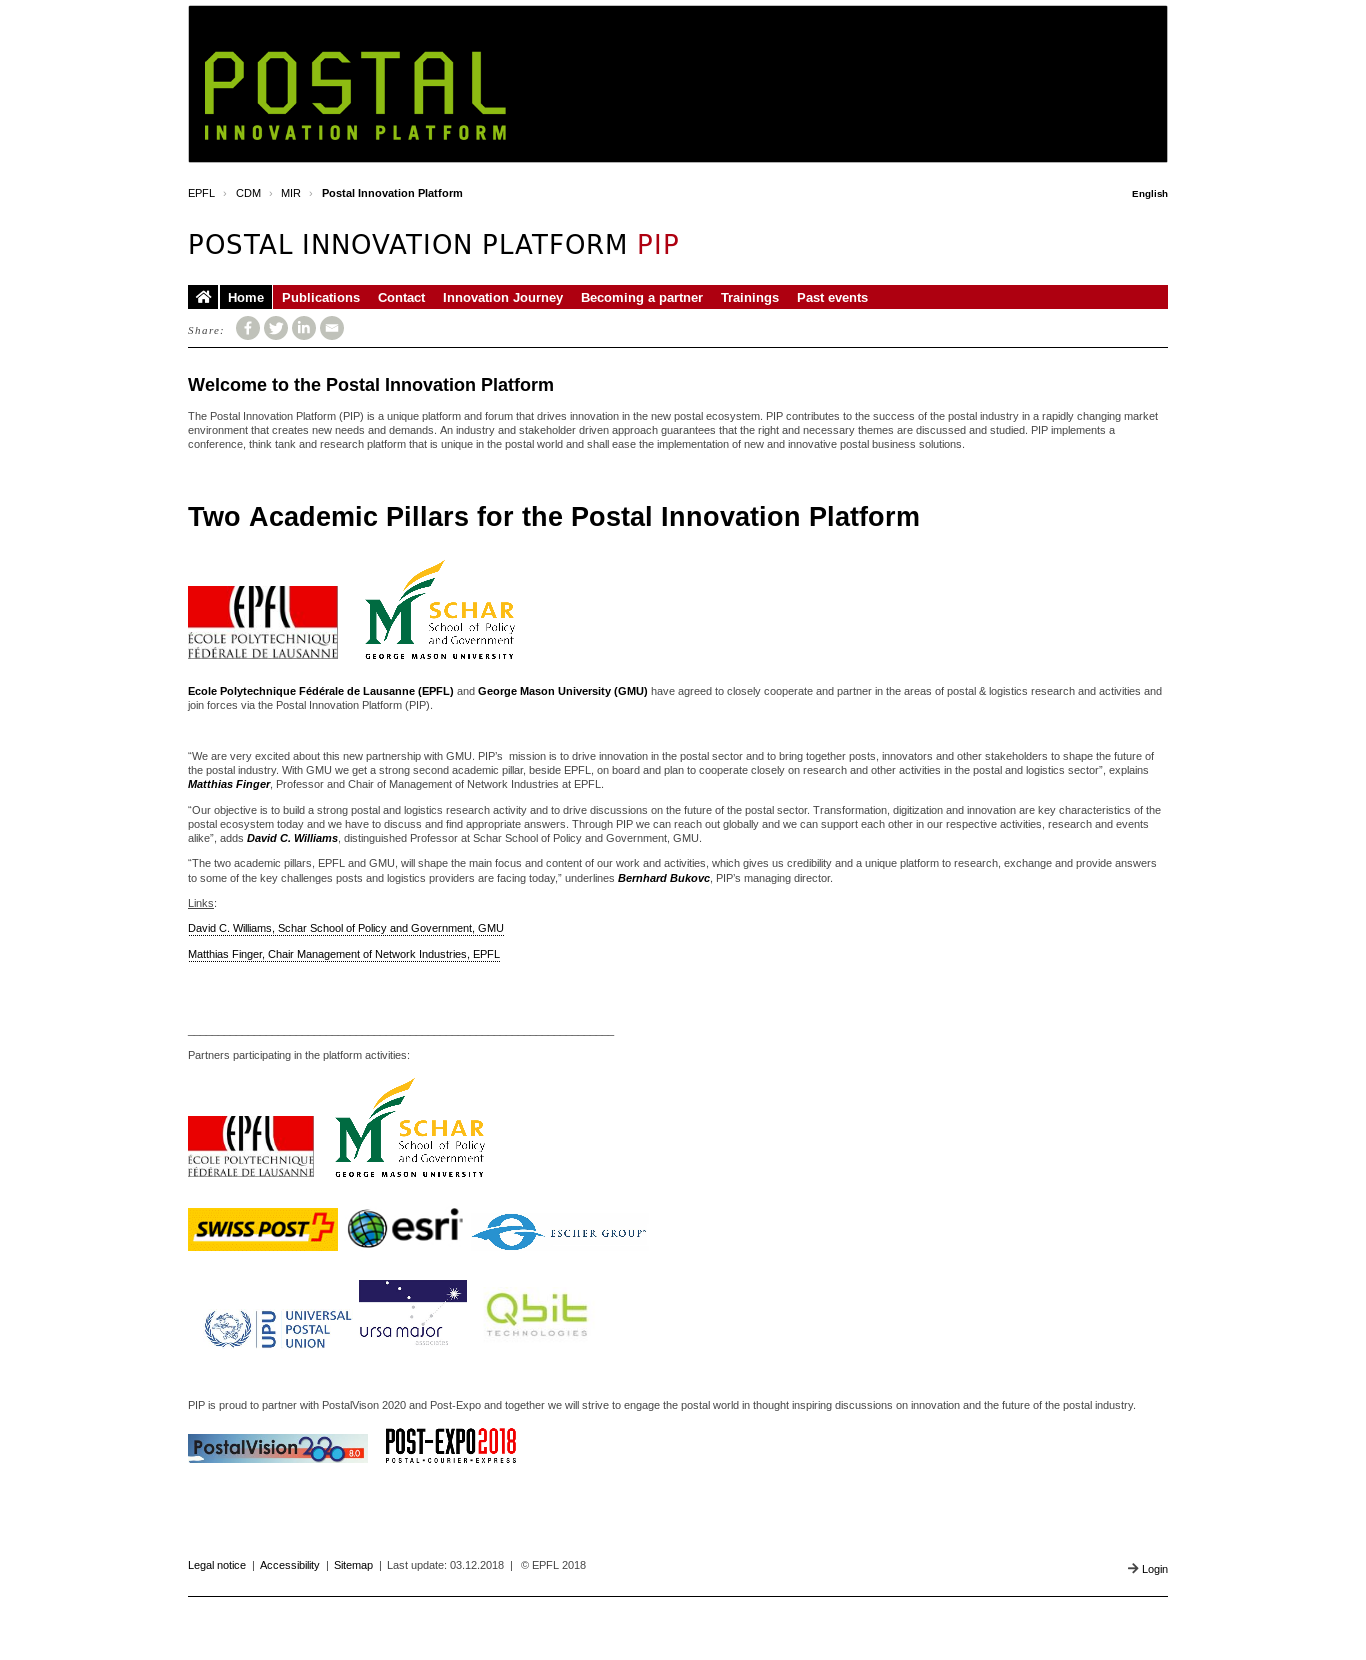 POSTAL
INNOVATION PLATFORM
EPFL › CDM › MIR › Postal Innovation Platform
English
POSTAL INNOVATION PLATFORM PIP
Home Publications Contact Innovation Journey Becoming a partner Trainings Past events
Share:
Welcome to the Postal Innovation Platform
The Postal Innovation Platform (PIP) is a unique platform and forum that drives innovation in the new postal ecosystem. PIP contributes to the success of the postal industry in a rapidly changing market
environment that creates new needs and demands. An industry and stakeholder driven approach guarantees that the right and necessary themes are discussed and studied. PIP implements a
conference, think tank and research platform that is unique in the postal world and shall ease the implementation of new and innovative postal business solutions.
Two Academic Pillars for the Postal Innovation Platform
EPFL
ÉCOLE POLYTECHNIQUE
FÉDÉRALE DE LAUSANNE
M SCHAR
School of Policy
and Government
GEORGE MASON UNIVERSITY
Ecole Polytechnique Fédérale de Lausanne (EPFL) and George Mason University (GMU) have agreed to closely cooperate and partner in the areas of postal & logistics research and activities and
join forces via the Postal Innovation Platform (PIP).
“We are very excited about this new partnership with GMU. PIP’s  mission is to drive innovation in the postal sector and to bring together posts, innovators and other stakeholders to shape the future of
the postal industry. With GMU we get a strong second academic pillar, beside EPFL, on board and plan to cooperate closely on research and other activities in the postal and logistics sector”, explains
Matthias Finger, Professor and Chair of Management of Network Industries at EPFL.
“Our objective is to build a strong postal and logistics research activity and to drive discussions on the future of the postal sector. Transformation, digitization and innovation are key characteristics of the
postal ecosystem today and we have to discuss and find appropriate answers. Through PIP we can reach out globally and we can support each other in our respective activities, research and events
alike”, adds David C. Williams, distinguished Professor at Schar School of Policy and Government, GMU.
“The two academic pillars, EPFL and GMU, will shape the main focus and content of our work and activities, which gives us credibility and a unique platform to research, exchange and provide answers
to some of the key challenges posts and logistics providers are facing today,” underlines Bernhard Bukovc, PIP’s managing director.
Links:
David C. Williams, Schar School of Policy and Government, GMU
Matthias Finger, Chair Management of Network Industries, EPFL
Partners participating in the platform activities:
EPFL
ÉCOLE POLYTECHNIQUE
FÉDÉRALE DE LAUSANNE
M SCHAR
School of Policy
and Government
GEORGE MASON UNIVERSITY
SWISS POST
esri
ESCHER GROUP
UPU
UNIVERSAL
POSTAL
UNION
ursa major
associates
Qbit
TECHNOLOGIES
PIP is proud to partner with PostalVison 2020 and Post-Expo and together we will strive to engage the postal world in thought inspiring discussions on innovation and the future of the postal industry.
PostalVision 2020 8.0
POST-EXPO 2018
POSTAL•COURIER•EXPRESS
Legal notice | Accessibility | Sitemap | Last update: 03.12.2018 | © EPFL 2018
Login